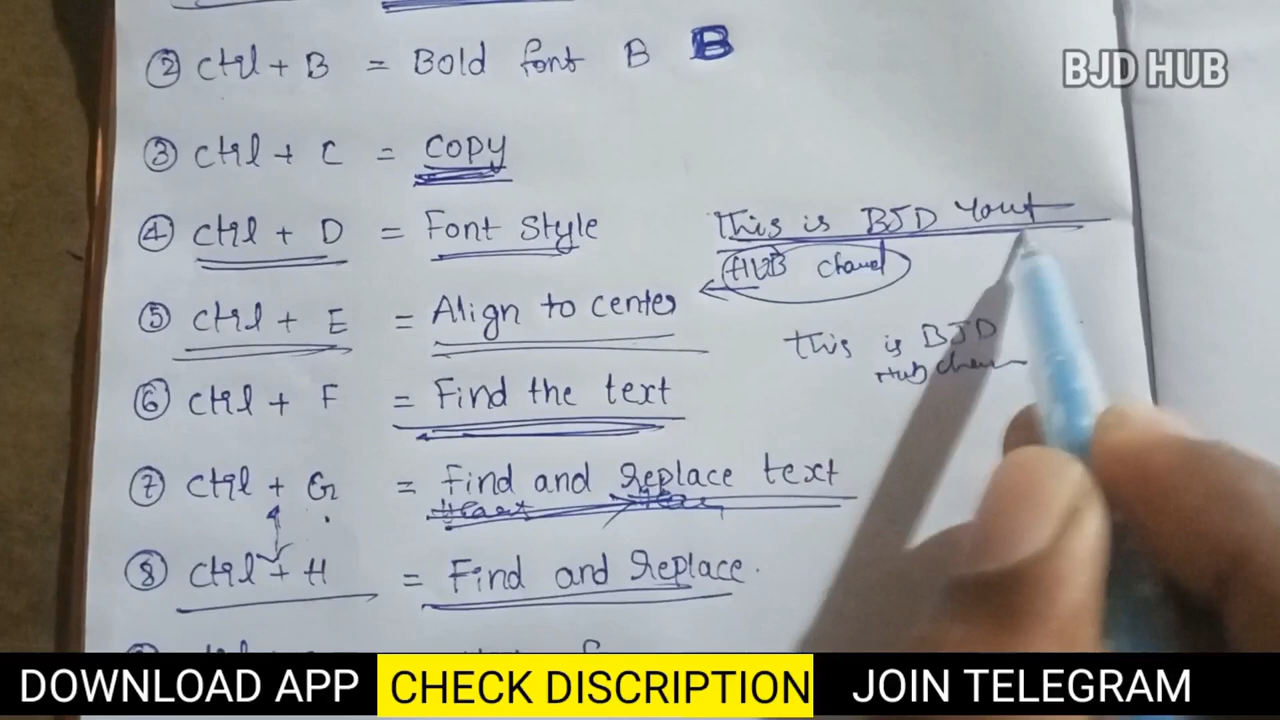 ② Ctrl + B = Bold font B B
BJD HUB
③ Ctrl + C = Copy
④ Ctrl + D = Font Style
This is BJD Yout
HUB Chanel
⑤ Ctrl + E = Align to center
This is BJD
Hub
⑥ Ctrl + F = Find the text
⑦ Ctrl + G = Find and Replace text
⑧ Ctrl + H = Find and Replace.
DOWNLOAD APP CHECK DISCRIPTION JOIN TELEGRAM